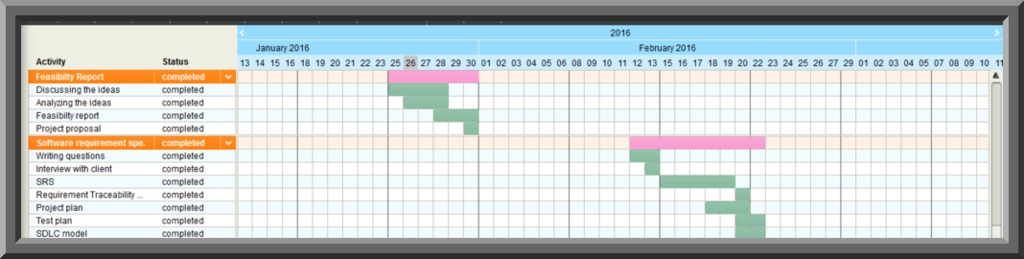 2016
January 2016 February 2016
Activity Status 13 14 15 16 18 19 20 21 22 23 25 26 27 28 29 30 01 02 03 04 05 06 08 09 10 11 12 13 15 16 17 18 19 20 22 23 24 25 26 27 29 01 02 03 04 05 07 08 09 10 11
Feasibilty Report completed
Discussing the ideas completed
Analyzing the ideas completed
Feasibilty report completed
Project proposal completed
Software requirement spe. completed
Writing questions completed
Interview with client completed
SRS completed
Requirement Traceability ... completed
Project plan completed
Test plan completed
SDLC model completed